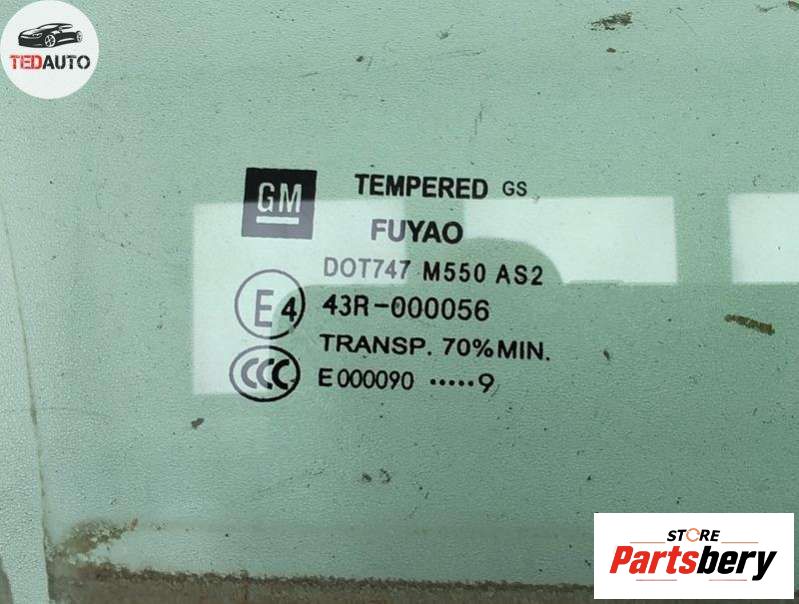 TEDAUTO
GM
TEMPERED GS
FUYAO
DOT747 M550 AS2
E4 43R-000056
TRANSP. 70%MIN.
CCC E000090 ·····9
STORE
Partsbery